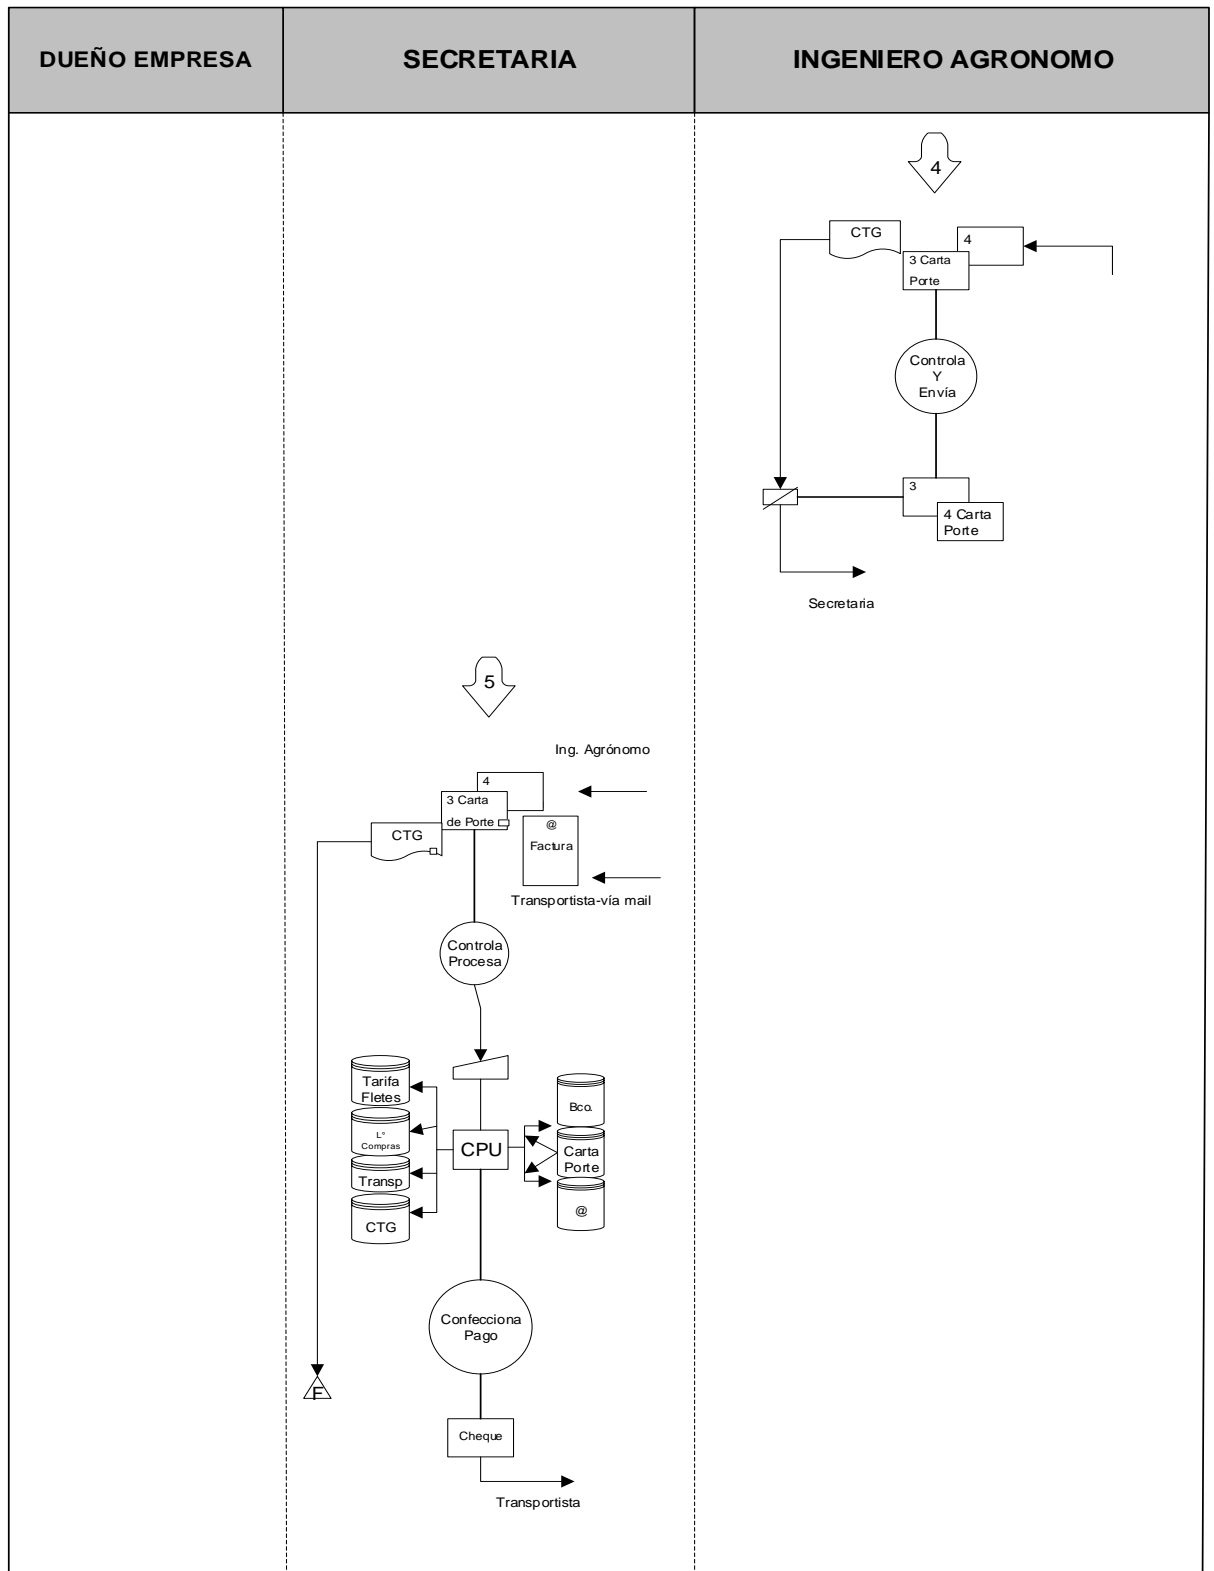 DUEÑO EMPRESA
SECRETARIA
INGENIERO AGRONOMO
4
CTG
4
3 Carta
Porte
Controla
Y
Envía
3
4 Carta
Porte
Secretaria
5
Ing. Agrónomo
4
3 Carta
de Porte
CTG
@
Factura
Transportista-vía mail
Controla
Procesa
Tarifa
Fletes
L°
Compras
Transp
CTG
CPU
Bco.
Carta
Porte
@
Confecciona
Pago
F
Cheque
Transportista